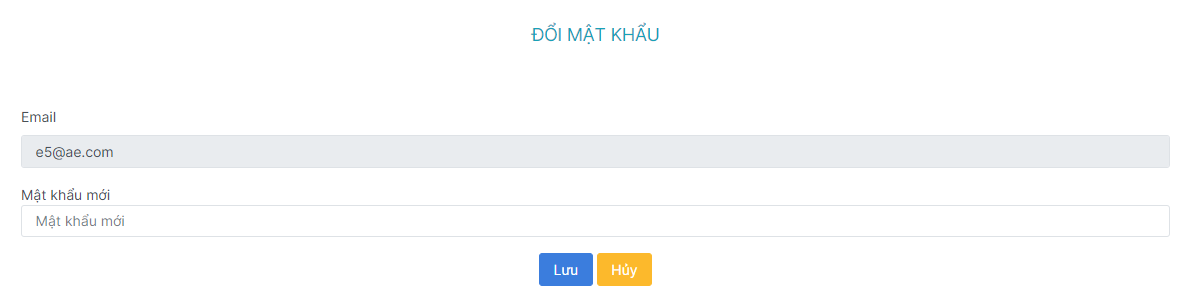 ĐỔI MẬT KHẨU
Email
e5@ae.com
Mật khẩu mới
Mật khẩu mới
Lưu Hủy